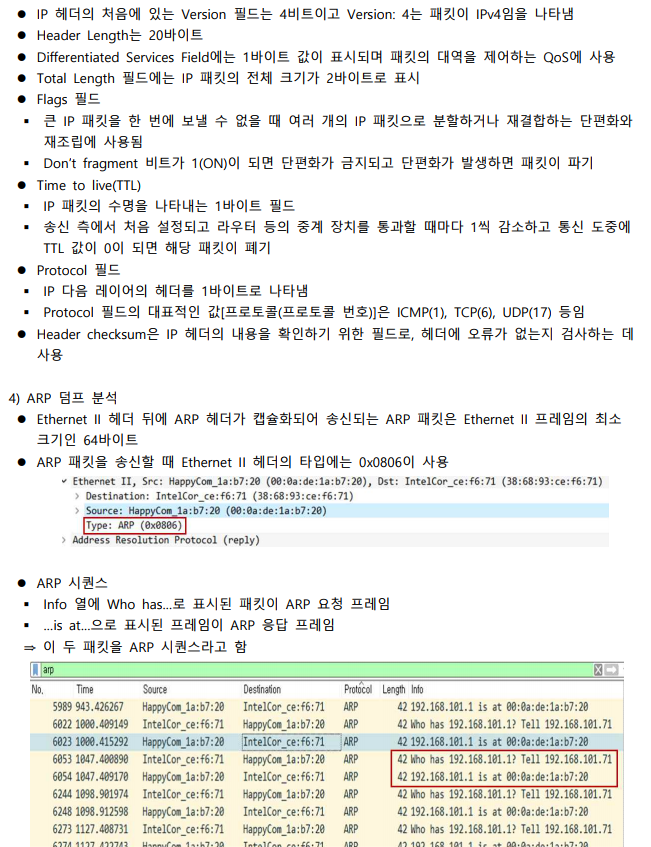 ● IP 헤더의 처음에 있는 Version 필드는 4비트이고 Version: 4는 패킷이 IPv4임을 나타냄
● Header Length는 20바이트
● Differentiated Services Field에는 1바이트 값이 표시되며 패킷의 대역을 제어하는 QoS에 사용
● Total Length 필드에는 IP 패킷의 전체 크기가 2바이트로 표시
● Flags 필드
▪ 큰 IP 패킷을 한 번에 보낼 수 없을 때 여러 개의 IP 패킷으로 분할하거나 재결합하는 단편화와
재조립에 사용됨
▪ Don't fragment 비트가 1(ON)이 되면 단편화가 금지되고 단편화가 발생하면 패킷이 파기
● Time to live(TTL)
▪ IP 패킷의 수명을 나타내는 1바이트 필드
▪ 송신 측에서 처음 설정되고 라우터 등의 중계 장치를 통과할 때마다 1씩 감소하고 통신 도중에
TTL 값이 0이 되면 해당 패킷이 폐기
● Protocol 필드
▪ IP 다음 레이어의 헤더를 1바이트로 나타냄
▪ Protocol 필드의 대표적인 값[프로토콜(프로토콜 번호)]은 ICMP(1), TCP(6), UDP(17) 등임
● Header checksum은 IP 헤더의 내용을 확인하기 위한 필드로, 헤더에 오류가 없는지 검사하는 데
사용
4) ARP 덤프 분석
● Ethernet II 헤더 뒤에 ARP 헤더가 캡슐화되어 송신되는 ARP 패킷은 Ethernet II 프레임의 최소
크기인 64바이트
● ARP 패킷을 송신할 때 Ethernet II 헤더의 타입에는 0x0806이 사용
Ethernet II, Src: HappyCom_1a:b7:20 (00:0a:de:1a:b7:20), Dst: IntelCor_ce:f6:71 (38:68:93:ce:f6:71)
Destination: IntelCor_ce:f6:71 (38:68:93:ce:f6:71)
Source: HappyCom_1a:b7:20 (00:0a:de:1a:b7:20)
Type: ARP (0x0806)
Address Resolution Protocol (reply)
● ARP 시퀀스
▪ Info 열에 Who has...로 표시된 패킷이 ARP 요청 프레임
▪ ...is at...으로 표시된 프레임이 ARP 응답 프레임
⇒ 이 두 패킷을 ARP 시퀀스라고 함
arp
No. Time Source Destination Protocol Length Info
5989 943.426267 HappyCom_1a:b7:20 IntelCor_ce:f6:71 ARP 42 192.168.101.1 is at 00:0a:de:1a:b7:20
6022 1000.409149 IntelCor_ce:f6:71 HappyCom_1a:b7:20 ARP 42 Who has 192.168.101.1? Tell 192.168.101.71
6023 1000.415292 HappyCom_1a:b7:20 IntelCor_ce:f6:71 ARP 42 192.168.101.1 is at 00:0a:de:1a:b7:20
6053 1047.400890 IntelCor_ce:f6:71 HappyCom_1a:b7:20 ARP 42 Who has 192.168.101.1? Tell 192.168.101.71
6054 1047.409170 HappyCom_1a:b7:20 IntelCor_ce:f6:71 ARP 42 192.168.101.1 is at 00:0a:de:1a:b7:20
6244 1098.901974 IntelCor_ce:f6:71 HappyCom_1a:b7:20 ARP 42 Who has 192.168.101.1? Tell 192.168.101.71
6248 1098.912598 HappyCom_1a:b7:20 IntelCor_ce:f6:71 ARP 42 192.168.101.1 is at 00:0a:de:1a:b7:20
6273 1127.408731 IntelCor_ce:f6:71 HappyCom_1a:b7:20 ARP 42 Who has 192.168.101.1? Tell 192.168.101.71
6274 1127.422743 HappyCom_1a:b7:20 IntelCor_ce:f6:71 ARP 42 192.168.101.1 is at 00:0a:de:1a:b7:20